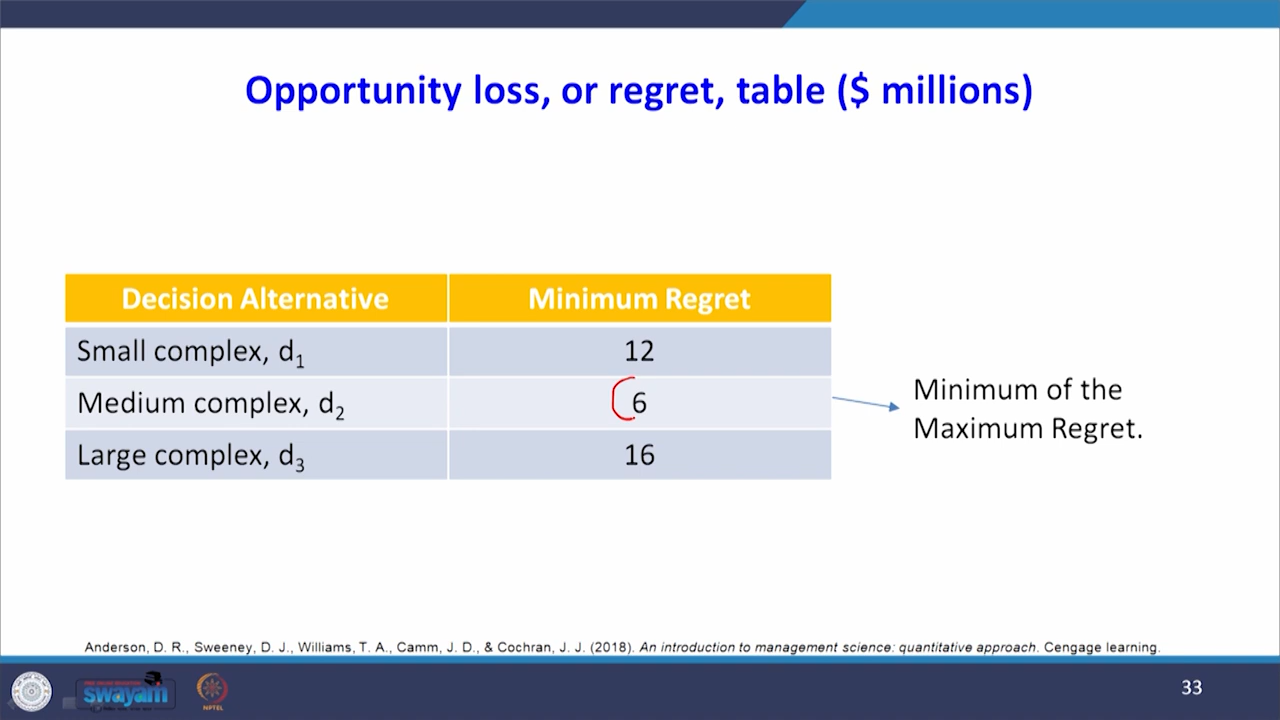 Opportunity loss, or regret, table ($ millions)
Decision Alternative Minimum Regret
Small complex, d1 12
Medium complex, d2 6
Large complex, d3 16
Minimum of the
Maximum Regret.
Anderson, D. R., Sweeney, D. J., Williams, T. A., Camm, J. D., & Cochran, J. J. (2018). An introduction to management science: quantitative approach. Cengage learning.
swayam
NPTEL
33